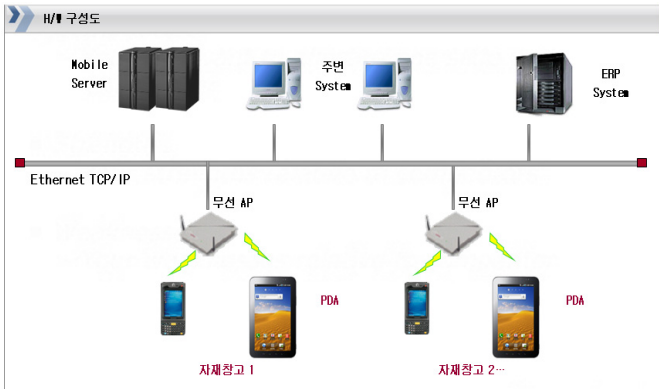 H/W 구성도
Mobile
Server
주변
System
ERP
System
Ethernet TCP/IP
무선 AP
무선 AP
PDA
PDA
자재창고 1
자재창고 2…